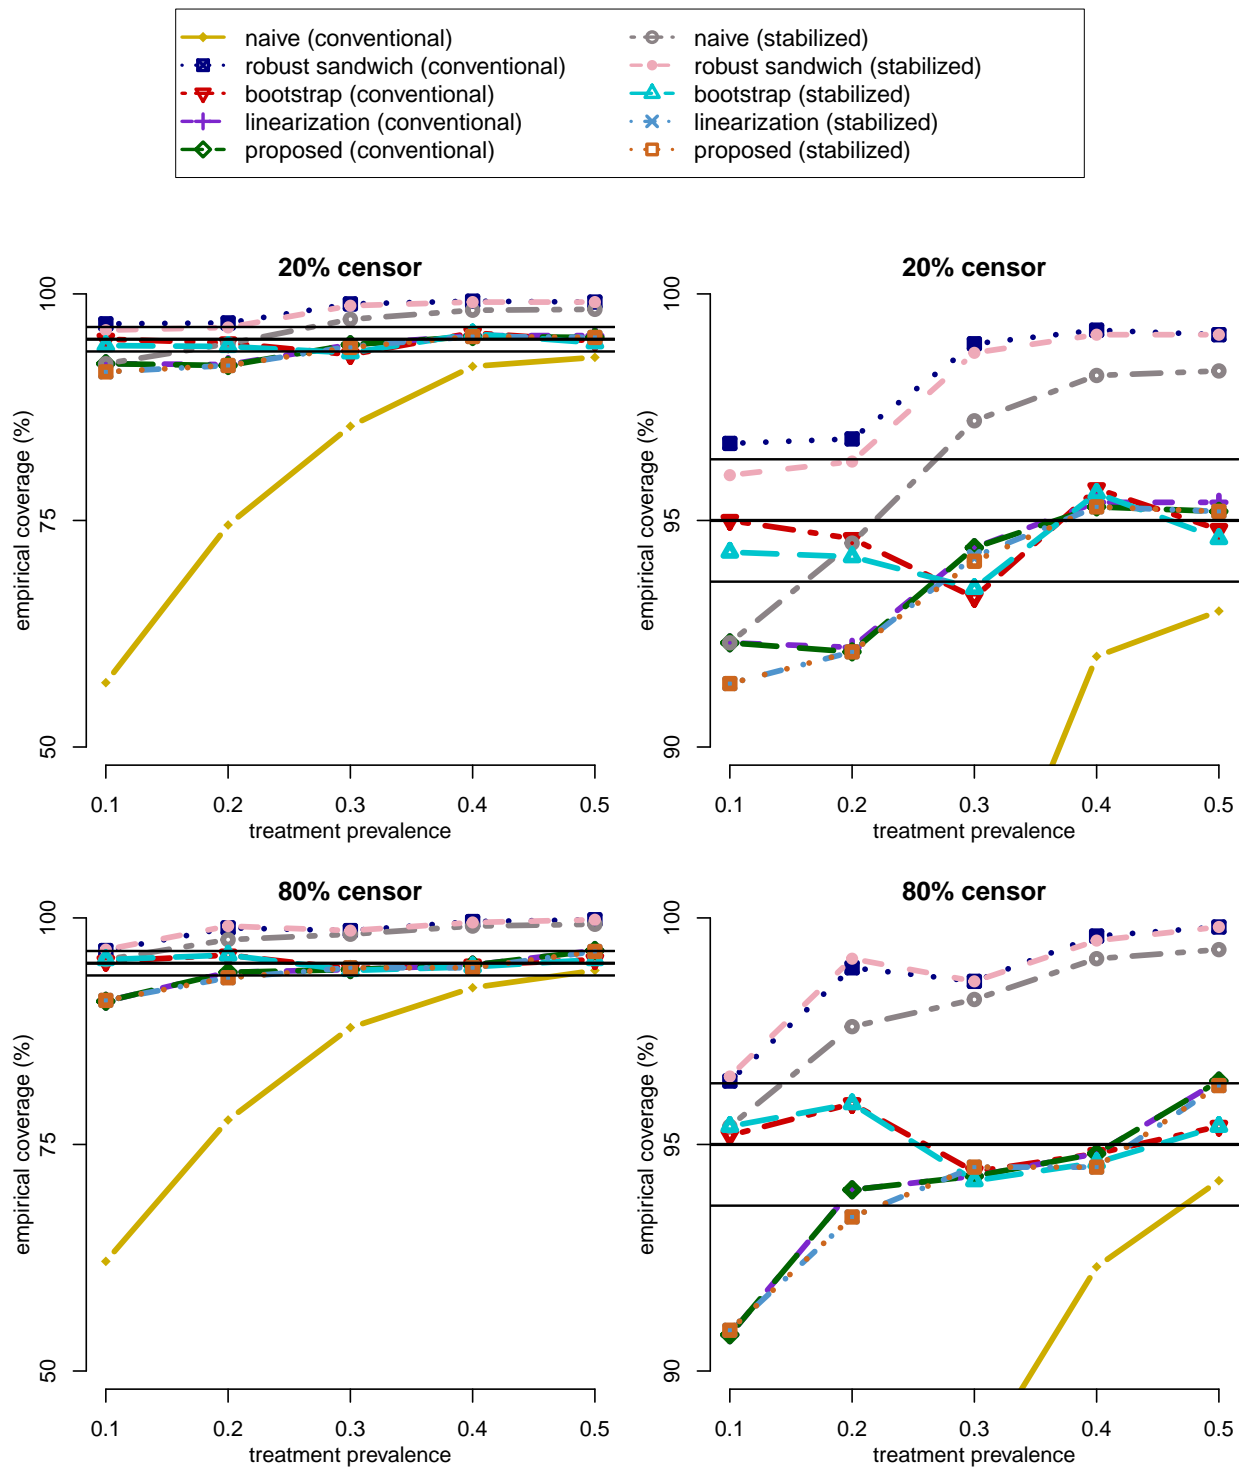 naive (conventional)
robust sandwich (conventional)
bootstrap (conventional)
linearization (conventional)
proposed (conventional)
naive (stabilized)
robust sandwich (stabilized)
bootstrap (stabilized)
linearization (stabilized)
proposed (stabilized)
20% censor
empirical coverage (%)
100
75
50
0.1 0.2 0.3 0.4 0.5
treatment prevalence
20% censor
empirical coverage (%)
100
95
90
0.1 0.2 0.3 0.4 0.5
treatment prevalence
80% censor
empirical coverage (%)
100
75
50
0.1 0.2 0.3 0.4 0.5
treatment prevalence
80% censor
empirical coverage (%)
100
95
90
0.1 0.2 0.3 0.4 0.5
treatment prevalence